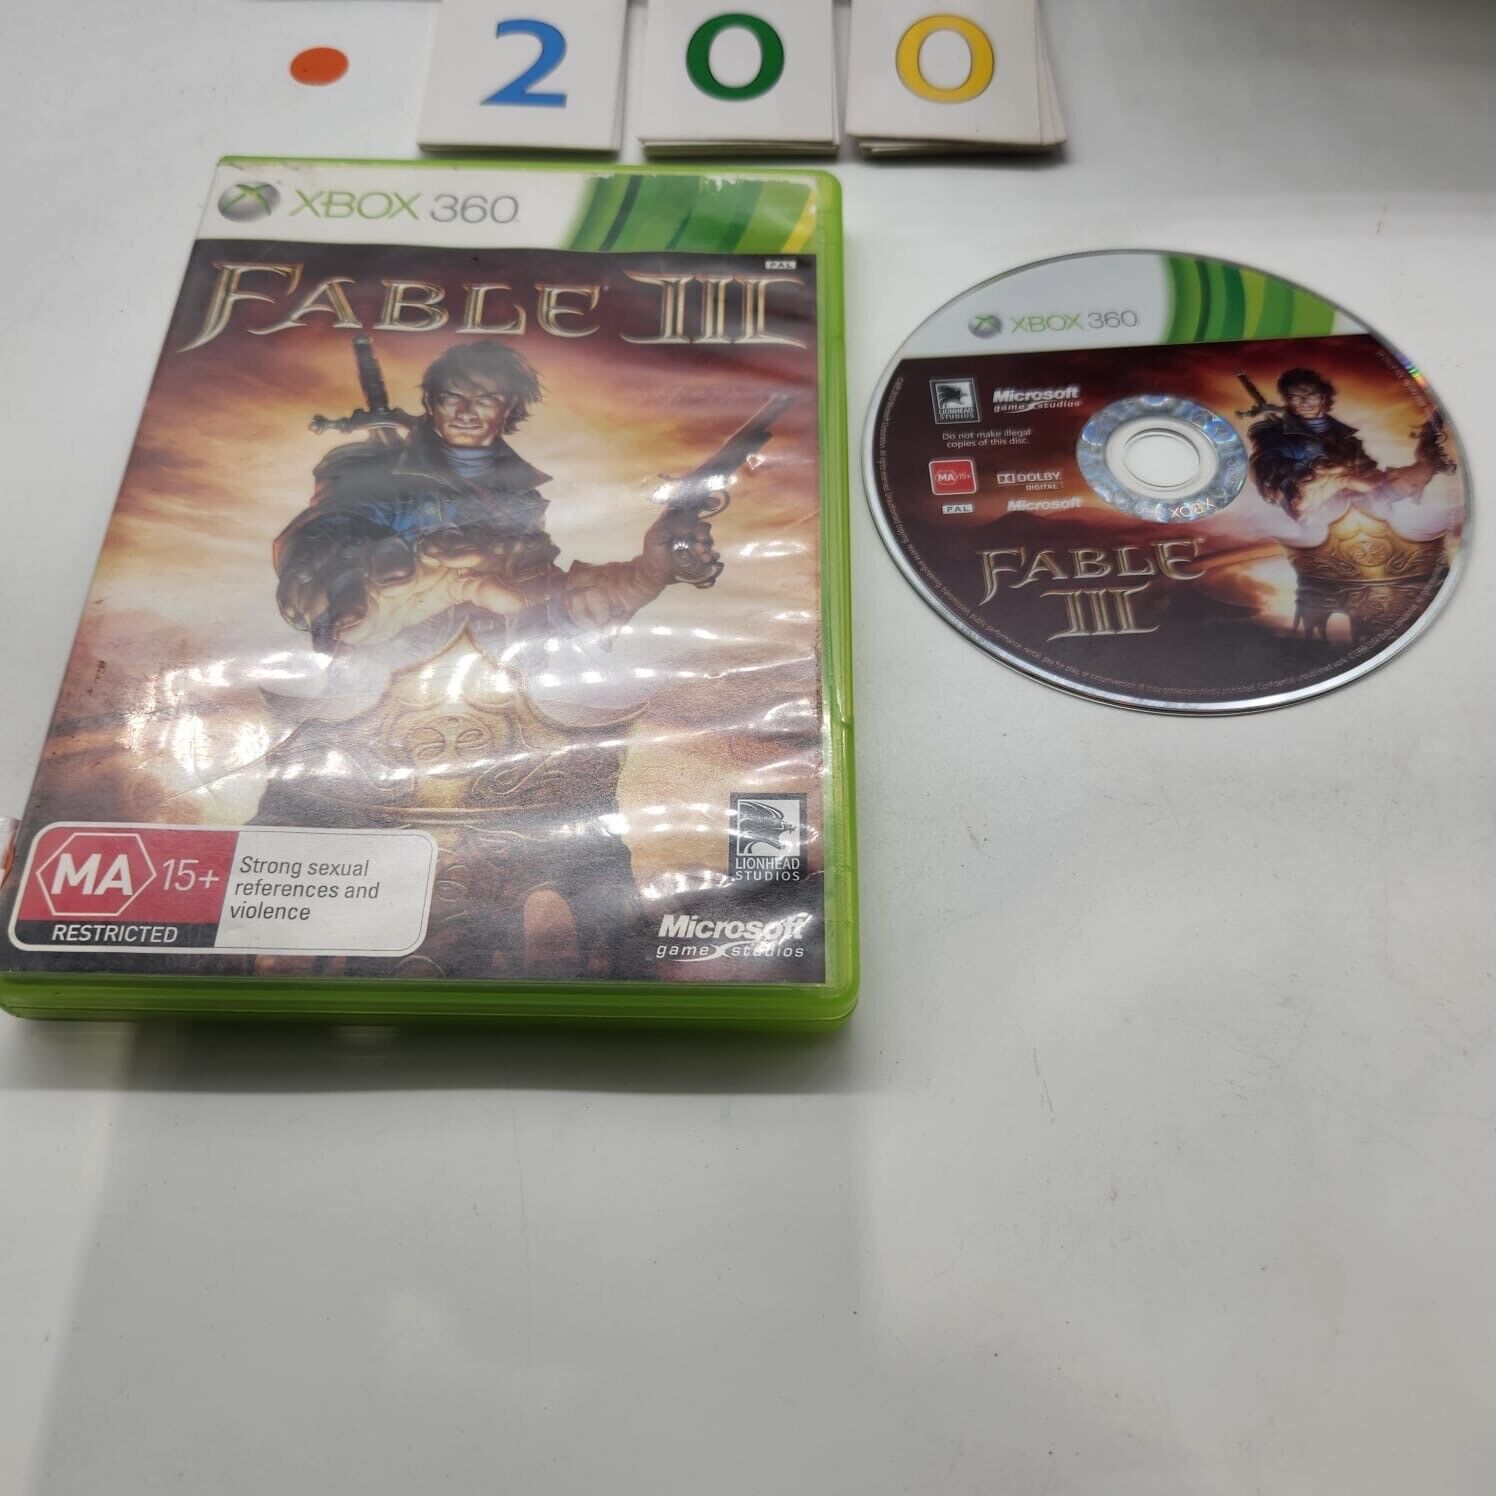 2 0 0
XBOX 360
PAL
FABLE III
MA 15+
RESTRICTED
Strong sexual
references and
violence
LIONHEAD
STUDIOS
Microsoft
game studios
XBOX 360
LIONHEAD
STUDIOS
Microsoft
game studios
Do not make illegal
copies of this disc.
MA 15+
DOLBY
DIGITAL
PAL
Microsoft
XBOX
FABLE
III